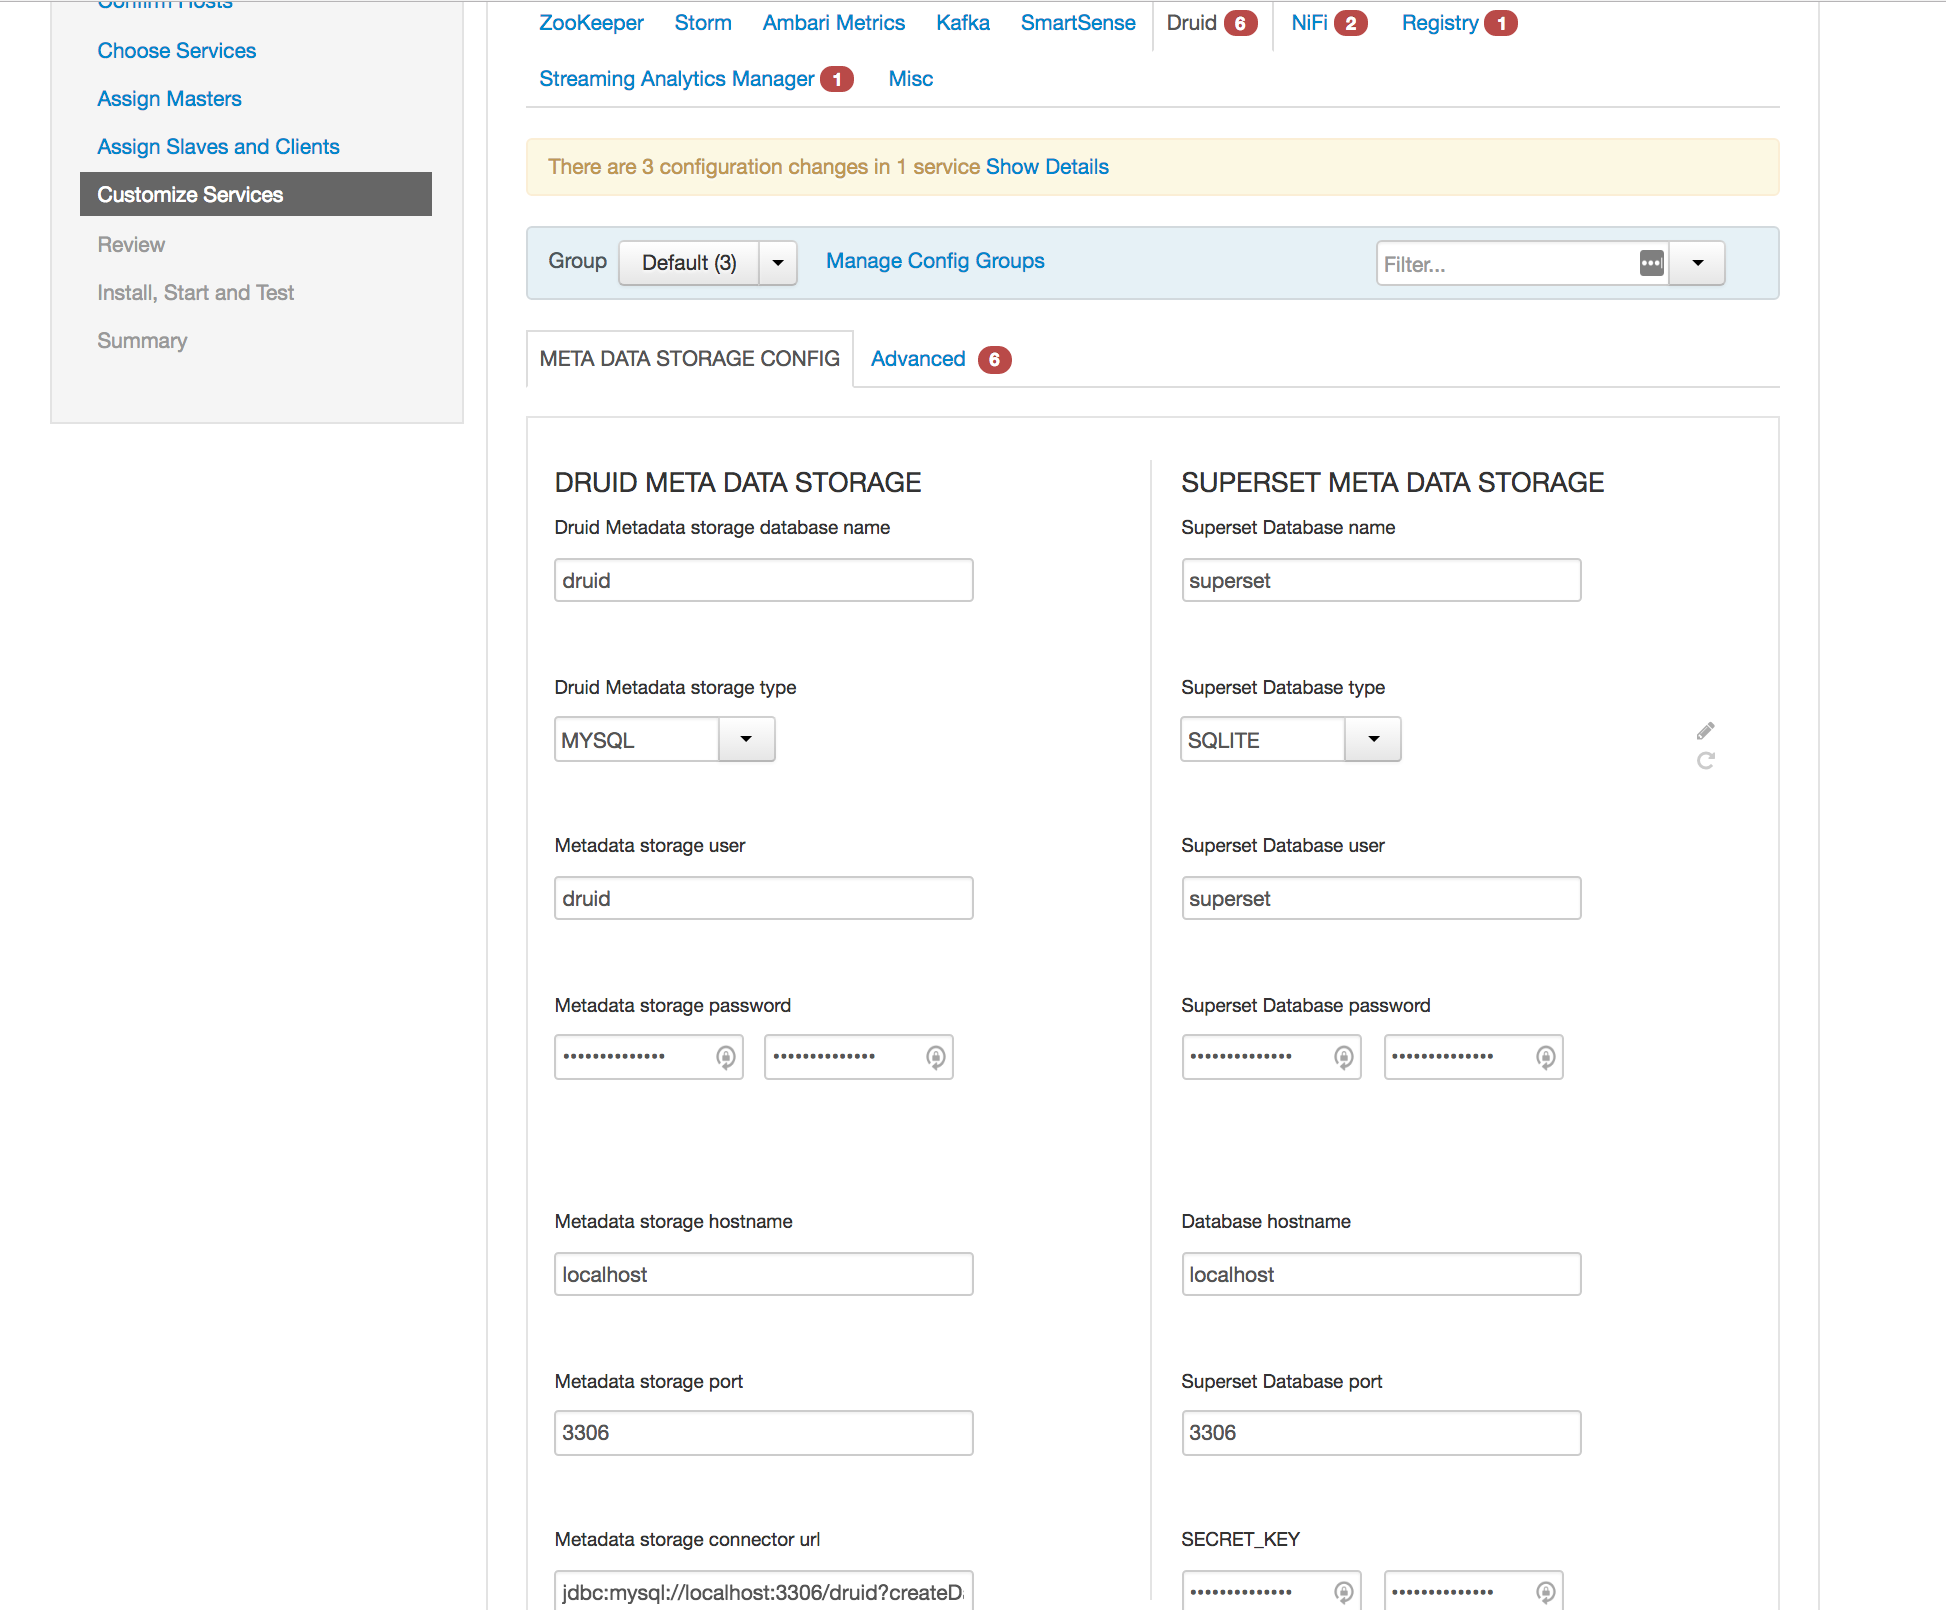 Confirm Hosts
Choose Services
Assign Masters
Assign Slaves and Clients
Customize Services
Review
Install, Start and Test
Summary
ZooKeeper Storm Ambari Metrics Kafka SmartSense Druid 6 NiFi 2 Registry 1
Streaming Analytics Manager 1 Misc
There are 3 configuration changes in 1 service Show Details
Group Default (3) Manage Config Groups Filter...
META DATA STORAGE CONFIG Advanced 6
DRUID META DATA STORAGE
Druid Metadata storage database name
druid
Druid Metadata storage type
MYSQL
Metadata storage user
druid
Metadata storage password
Metadata storage hostname
localhost
Metadata storage port
3306
Metadata storage connector url
jdbc:mysql://localhost:3306/druid?createD
SUPERSET META DATA STORAGE
Superset Database name
superset
Superset Database type
SQLITE
Superset Database user
superset
Superset Database password
Database hostname
localhost
Superset Database port
3306
SECRET_KEY